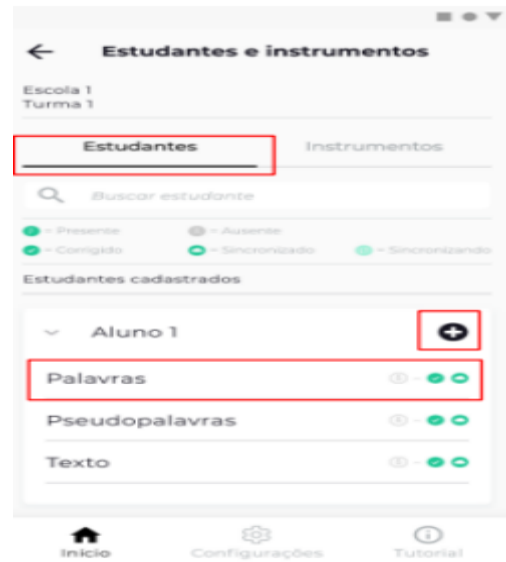 Estudantes e instrumentos
Escola 1
Turma 1
Estudantes Instrumentos
Buscar estudante
= Presente = Ausente
= Corrigido = Sincronizado = Sincronizando
Estudantes cadastrados
Aluno 1
Palavras
Pseudopalavras
Texto
Início Configurações Tutorial